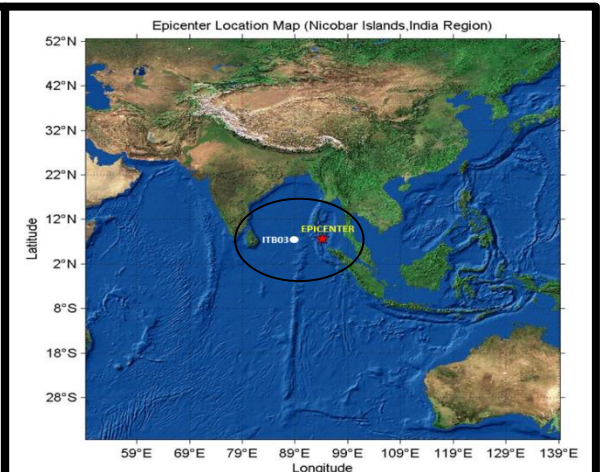 Epicenter Location Map (Nicobar Islands,India Region)
52°N
42°N
32°N
22°N
12°N
2°N
8°S
18°S
28°S
Latitude
EPICENTER
ITB03
59°E 69°E 79°E 89°E 99°E 109°E 119°E 129°E 139°E
Longitude